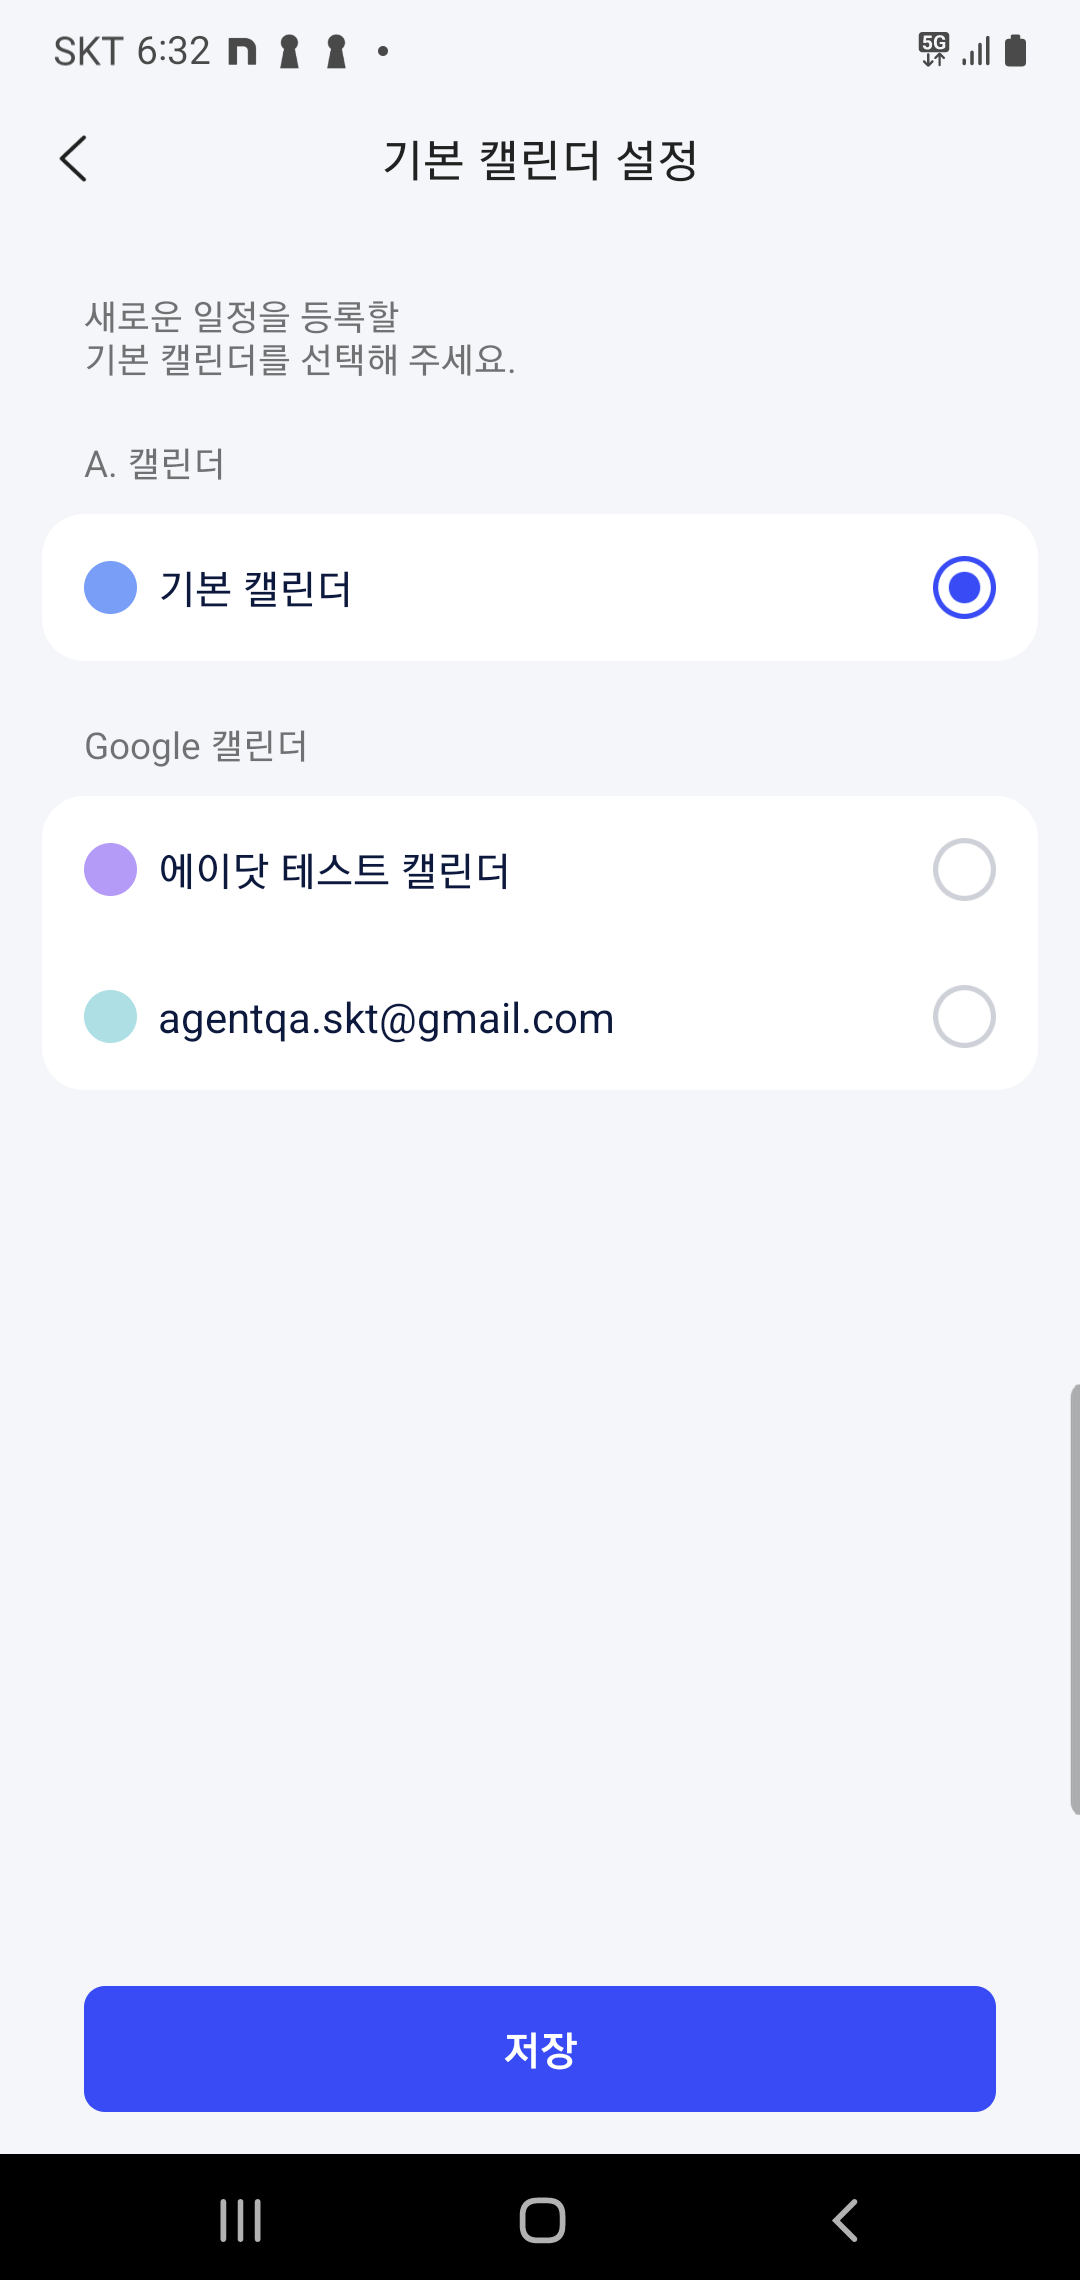 SKT 6:32
5G
기본 캘린더 설정
새로운 일정을 등록할
기본 캘린더를 선택해 주세요.
A. 캘린더
기본 캘린더
Google 캘린더
에이닷 테스트 캘린더
agentqa.skt@gmail.com
저장